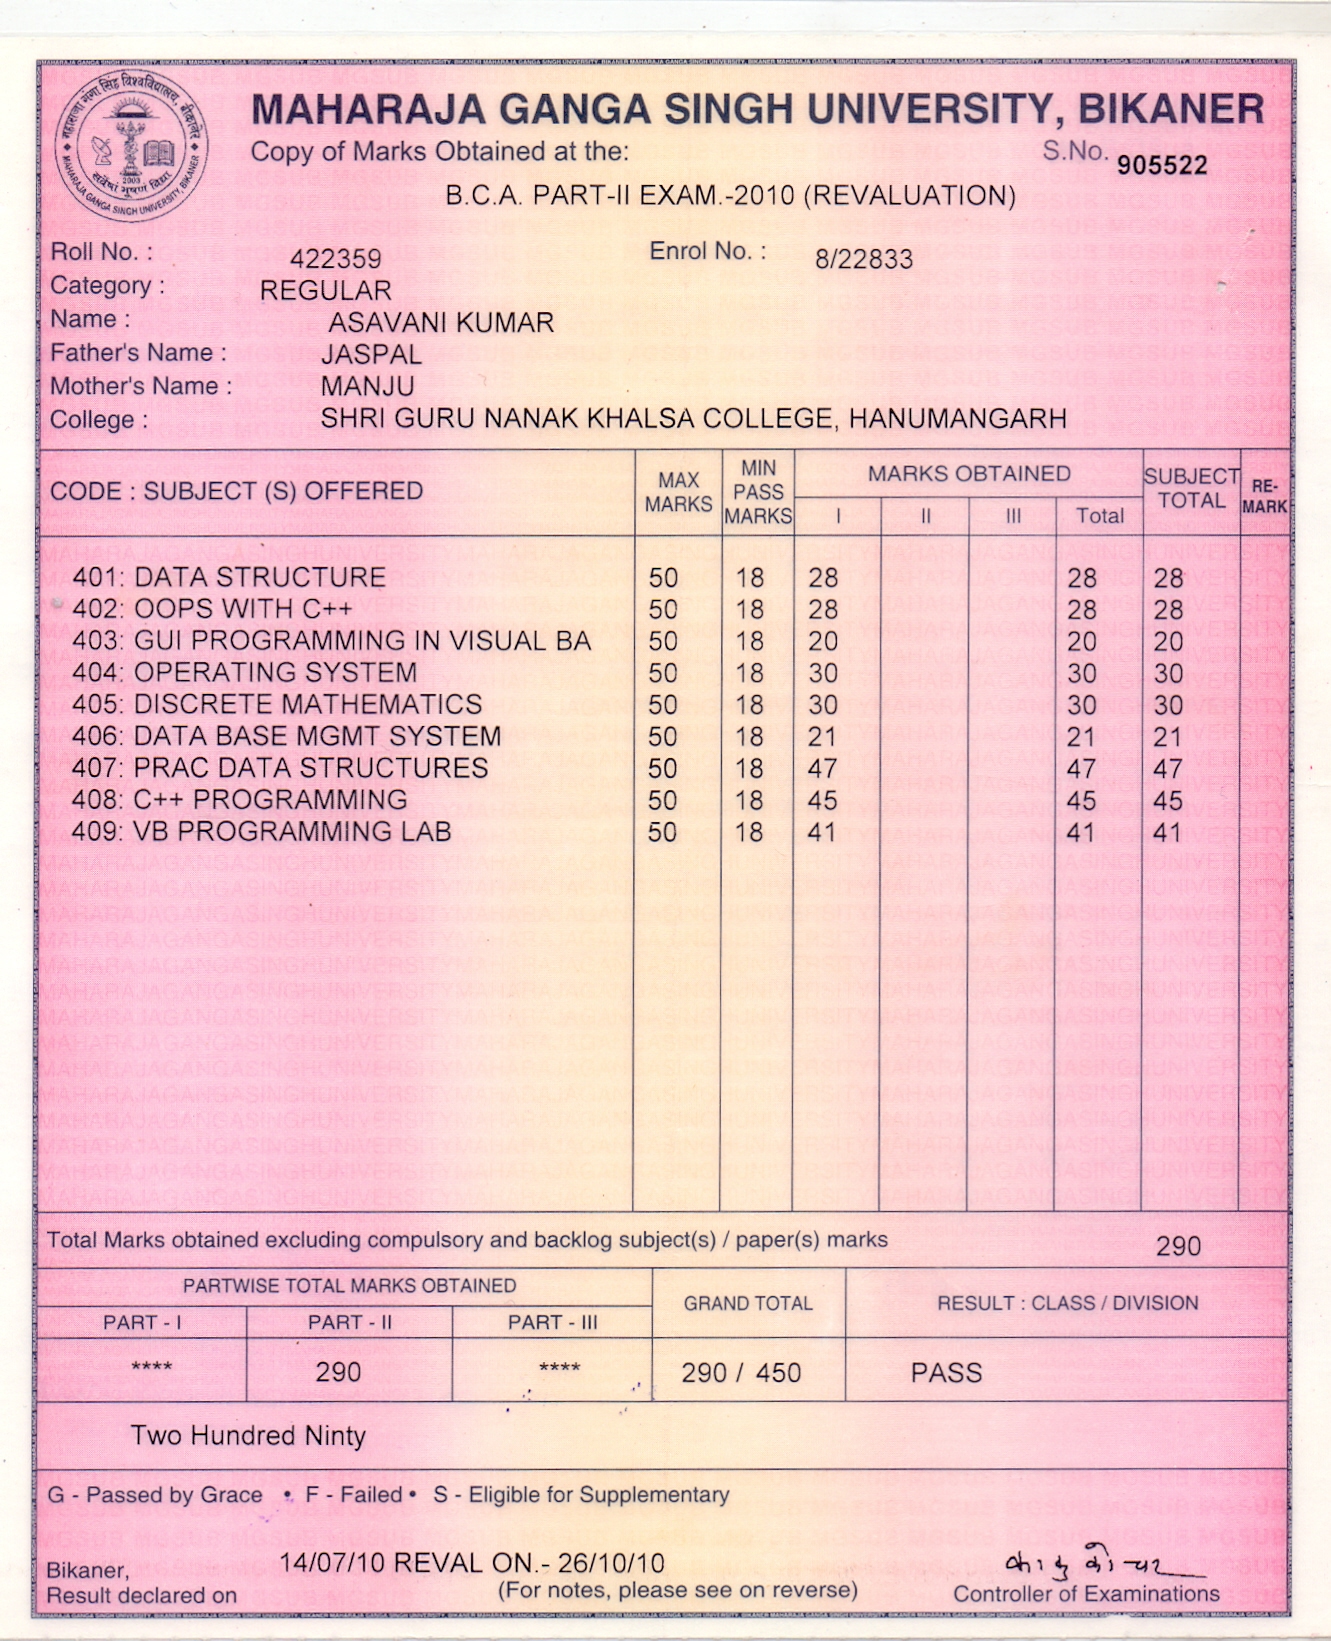 महाराजा गंगा सिंह विश्वविद्यालय, बीकानेर
MAHARAJA GANGA SINGH UNIVERSITY, BIKANER
2003
MAHARAJA GANGA SINGH UNIVERSITY, BIKANER
Copy of Marks Obtained at the:
S.No. 905522
B.C.A. PART-II EXAM.-2010 (REVALUATION)
Roll No. : 422359 Enrol No. : 8/22833
Category : REGULAR
Name : ASAVANI KUMAR
Father's Name : JASPAL
Mother's Name : MANJU
College : SHRI GURU NANAK KHALSA COLLEGE, HANUMANGARH
CODE : SUBJECT (S) OFFERED MAX MARKS MIN PASS MARKS MARKS OBTAINED SUBJECT TOTAL RE-MARK
I II III Total
401: DATA STRUCTURE 50 18 28 28 28
402: OOPS WITH C++ 50 18 28 28 28
403: GUI PROGRAMMING IN VISUAL BA 50 18 20 20 20
404: OPERATING SYSTEM 50 18 30 30 30
405: DISCRETE MATHEMATICS 50 18 30 30 30
406: DATA BASE MGMT SYSTEM 50 18 21 21 21
407: PRAC DATA STRUCTURES 50 18 47 47 47
408: C++ PROGRAMMING 50 18 45 45 45
409: VB PROGRAMMING LAB 50 18 41 41 41
Total Marks obtained excluding compulsory and backlog subject(s) / paper(s) marks 290
PARTWISE TOTAL MARKS OBTAINED GRAND TOTAL RESULT : CLASS / DIVISION
PART - I PART - II PART - III
**** 290 **** 290 / 450 PASS
Two Hundred Ninty
G - Passed by Grace • F - Failed • S - Eligible for Supplementary
14/07/10 REVAL ON.- 26/10/10
Bikaner,
Result declared on (For notes, please see on reverse) Controller of Examinations